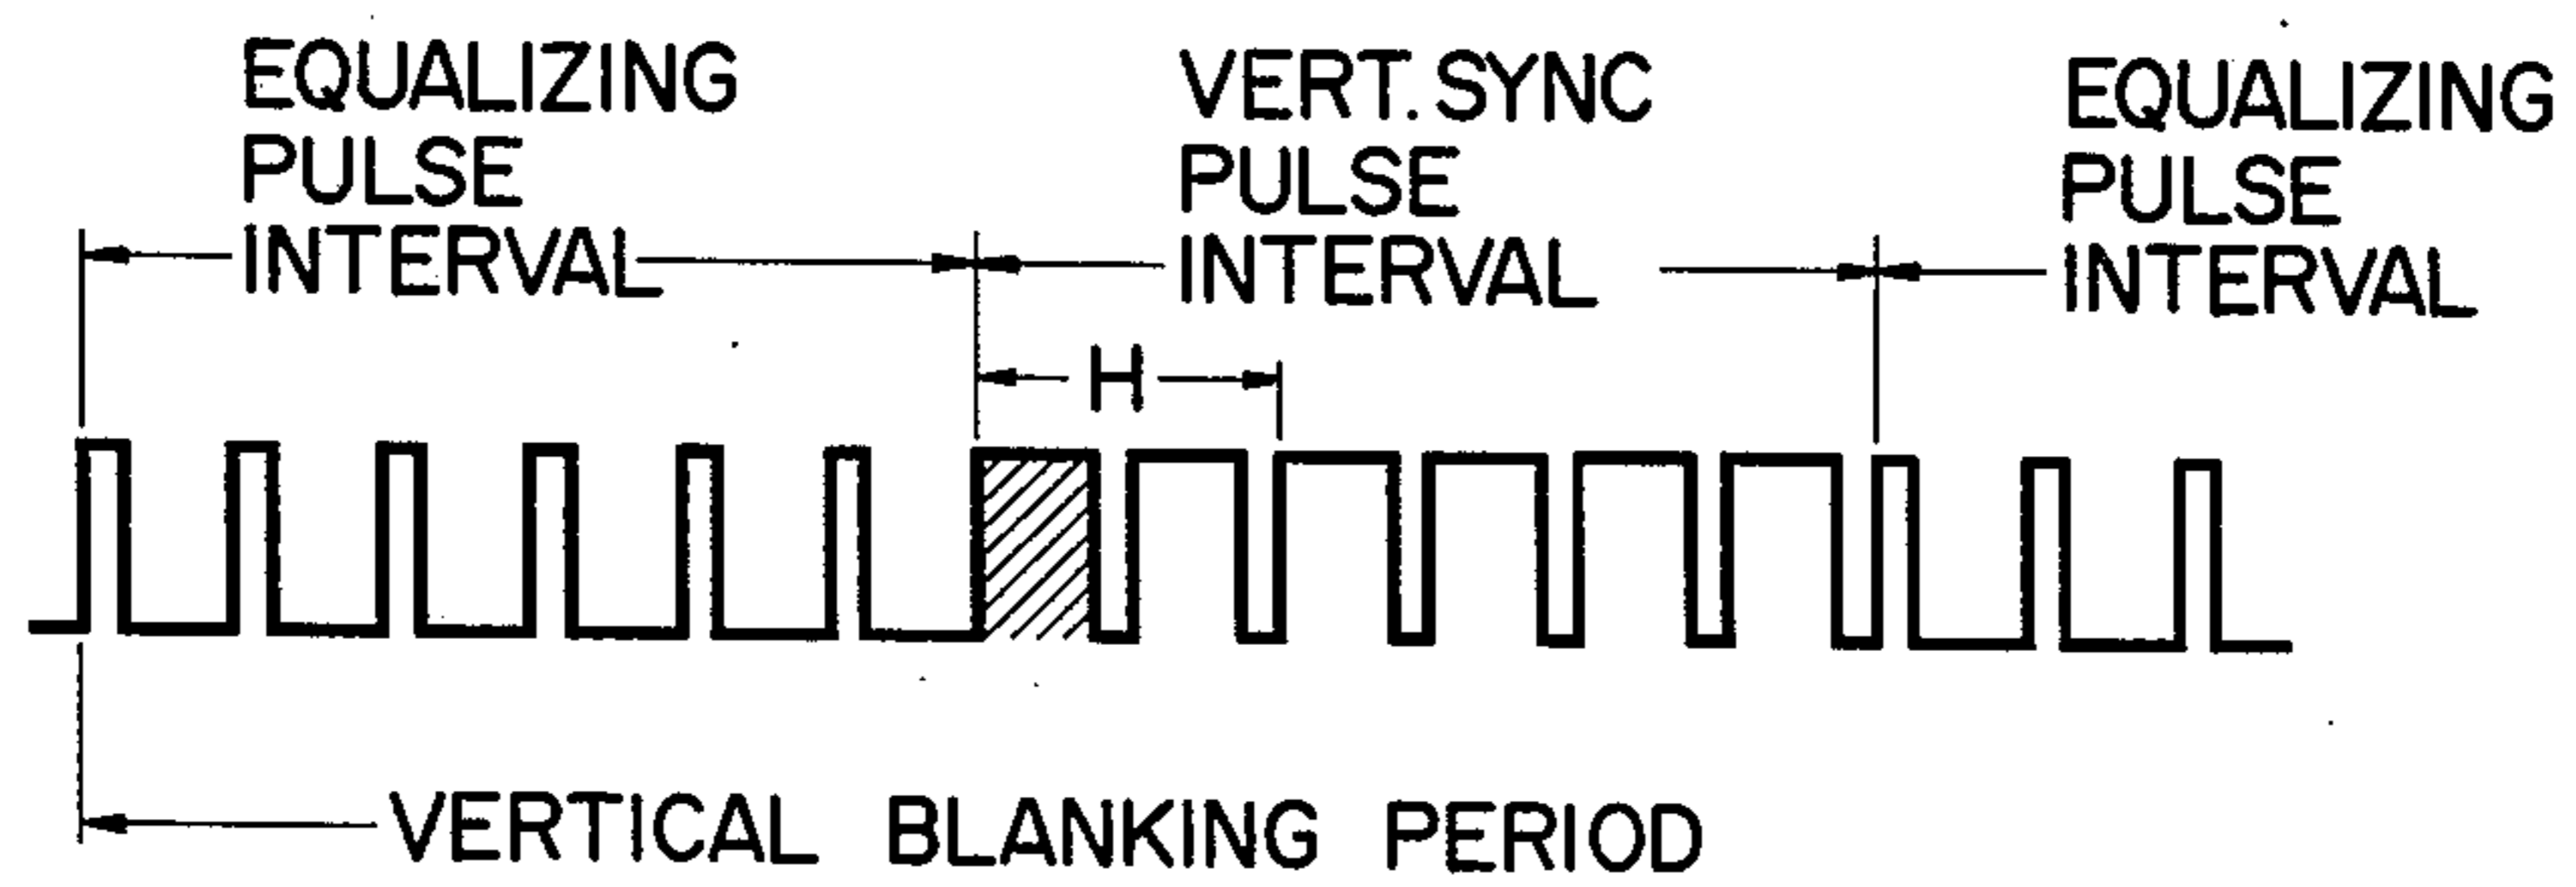 EQUALIZING
PULSE
INTERVAL
VERT. SYNC
PULSE
INTERVAL
EQUALIZING
PULSE
INTERVAL
H
VERTICAL BLANKING PERIOD